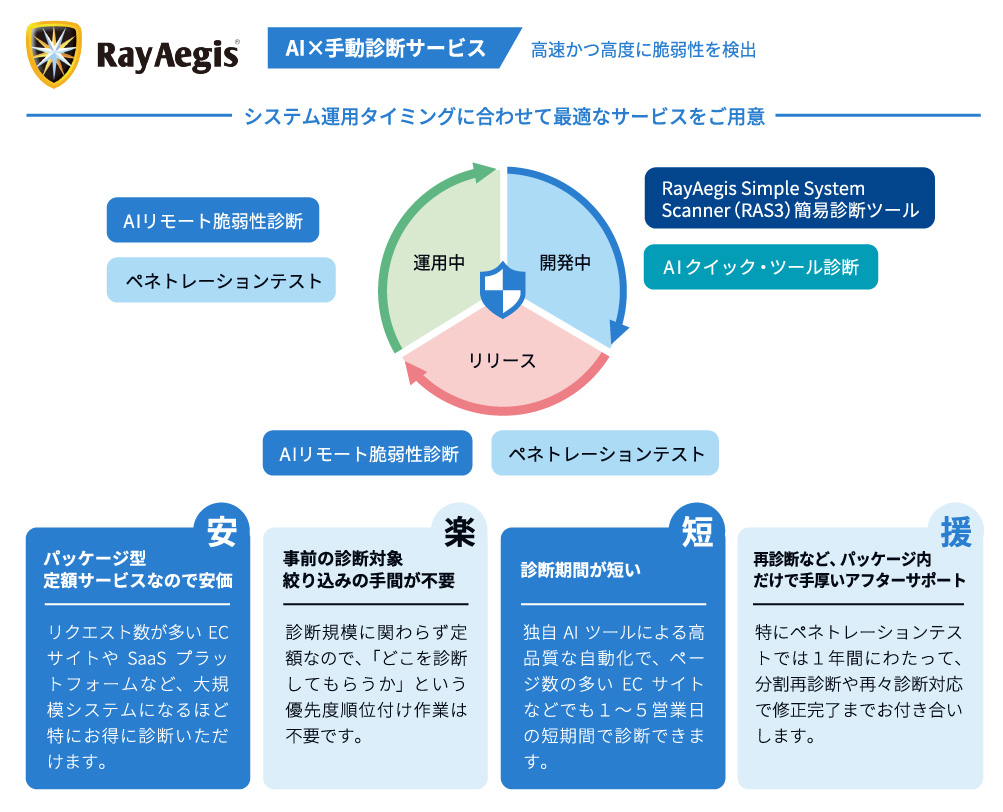 RayAegis®
AI×手動診断サービス
高速かつ高度に脆弱性を検出
システム運用タイミングに合わせて最適なサービスをご用意
AIリモート脆弱性診断
ペネトレーションテスト
運用中
開発中
リリース
RayAegis Simple System
Scanner（RAS3）簡易診断ツール
AIクイック・ツール診断
AIリモート脆弱性診断
ペネトレーションテスト
安
パッケージ型
定額サービスなので安価
リクエスト数が多い EC
サイトや SaaS プラッ
トフォームなど、大規
模システムになるほど
特にお得に診断いただ
けます。
楽
事前の診断対象
絞り込みの手間が不要
診断規模に関わらず定
額なので、「どこを診断
してもらうか」という
優先度順位付け作業は
不要です。
短
診断期間が短い
独自 AI ツールによる高
品質な自動化で、ペー
ジ数の多い EC サイト
などでも１～５営業日
の短期間で診断できま
す。
援
再診断など、パッケージ内
だけで手厚いアフターサポート
特にペネトレーションテス
トでは１年間にわたって、
分割再診断や再々診断対応
で修正完了までお付き合い
します。